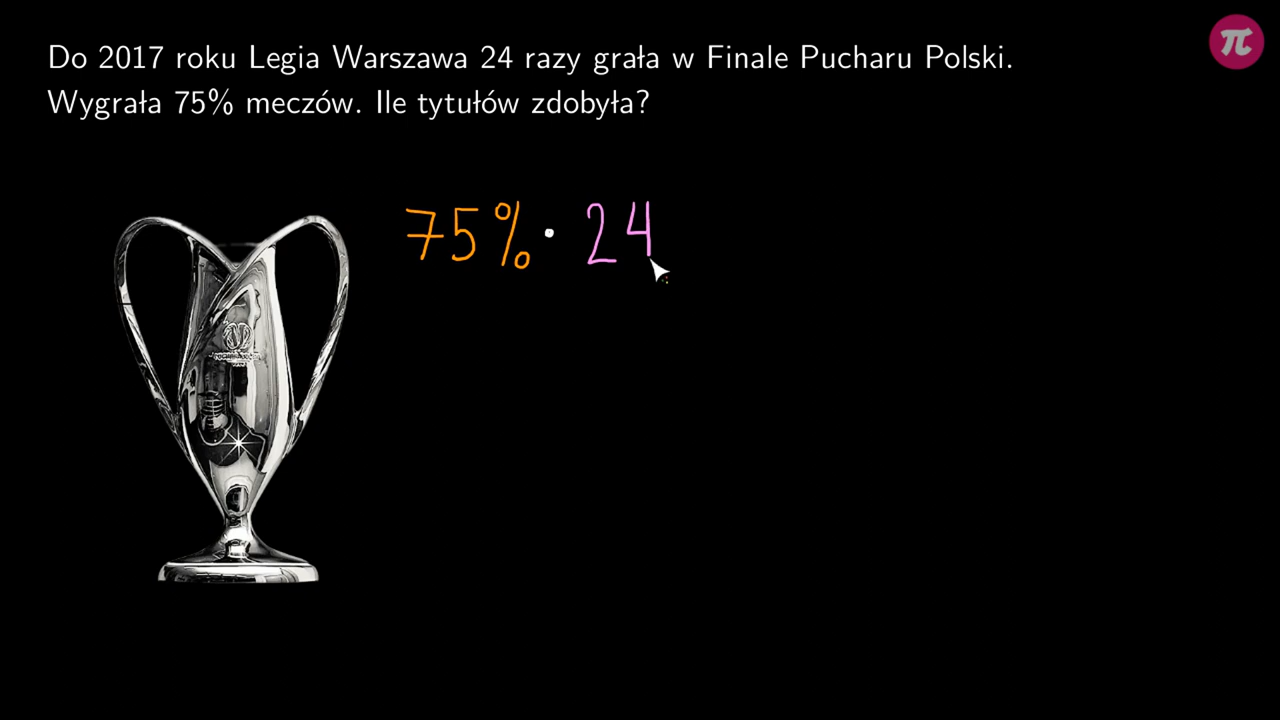 Do 2017 roku Legia Warszawa 24 razy grała w Finale Pucharu Polski.
Wygrała 75% meczów. Ile tytułów zdobyła?
75% · 24
π